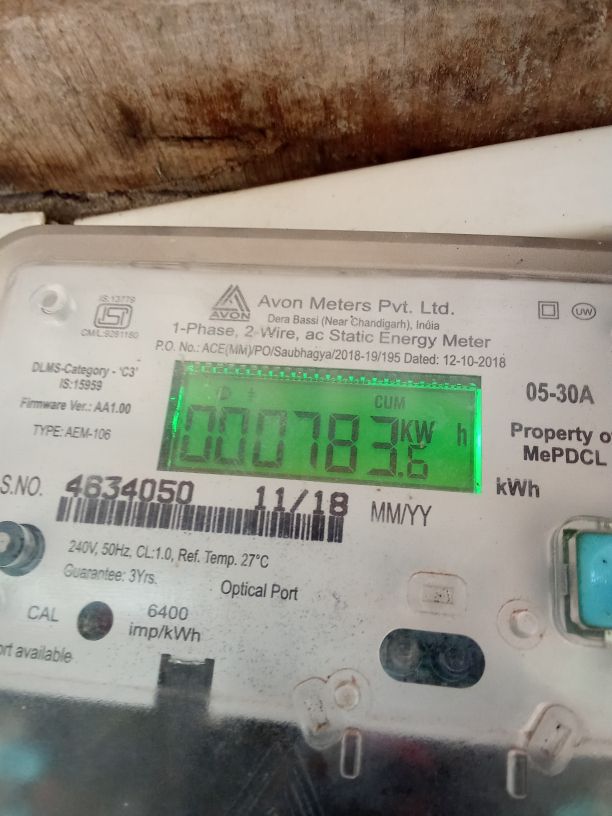 IS:13779
ISI
CM/L-9261160
AVON
Avon Meters Pvt. Ltd.
Dera Bassi (Near Chandigarh), India
UW
1-Phase, 2-Wire, ac Static Energy Meter
P.O. No.: ACE(MM)/PO/Saubhagya/2018-19/195 Dated: 12-10-2018
DLMS-Category - 'C3'
IS:15959
Firmware Ver.: AA1.00
TYPE: AEM-106
CUM
000783.6 KW h
05-30A
Property of
MePDCL
kWh
S.NO. 4634050 11/18 MM/YY
240V, 50Hz, CL:1.0, Ref. Temp. 27°C
Guarantee: 3Yrs.
Optical Port
CAL
6400
imp/kWh
available